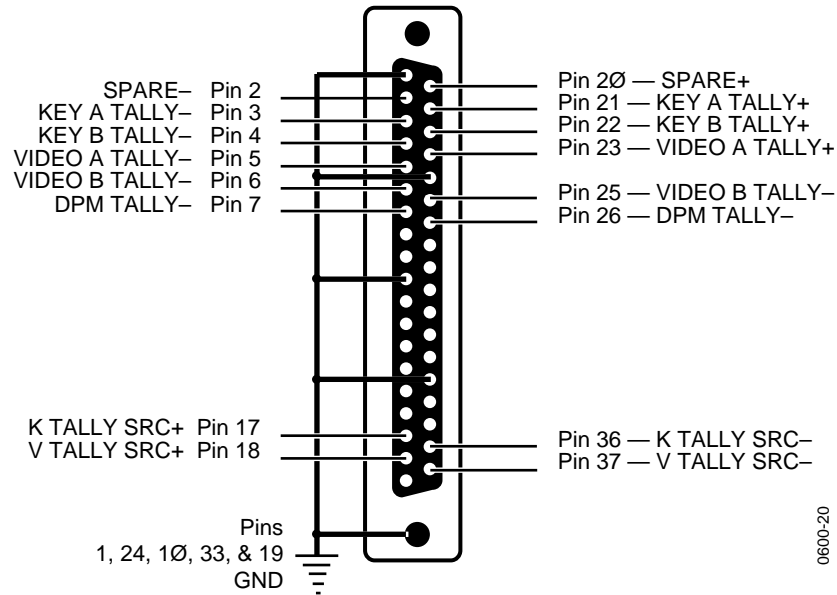 SPARE– Pin 2
KEY A TALLY– Pin 3
KEY B TALLY– Pin 4
VIDEO A TALLY– Pin 5
VIDEO B TALLY– Pin 6
DPM TALLY– Pin 7
Pin 2Ø — SPARE+
Pin 21 — KEY A TALLY+
Pin 22 — KEY B TALLY+
Pin 23 — VIDEO A TALLY+
Pin 25 — VIDEO B TALLY–
Pin 26 — DPM TALLY–
K TALLY SRC+ Pin 17
V TALLY SRC+ Pin 18
Pin 36 — K TALLY SRC–
Pin 37 — V TALLY SRC–
Pins
1, 24, 1Ø, 33, & 19
GND
0600-20